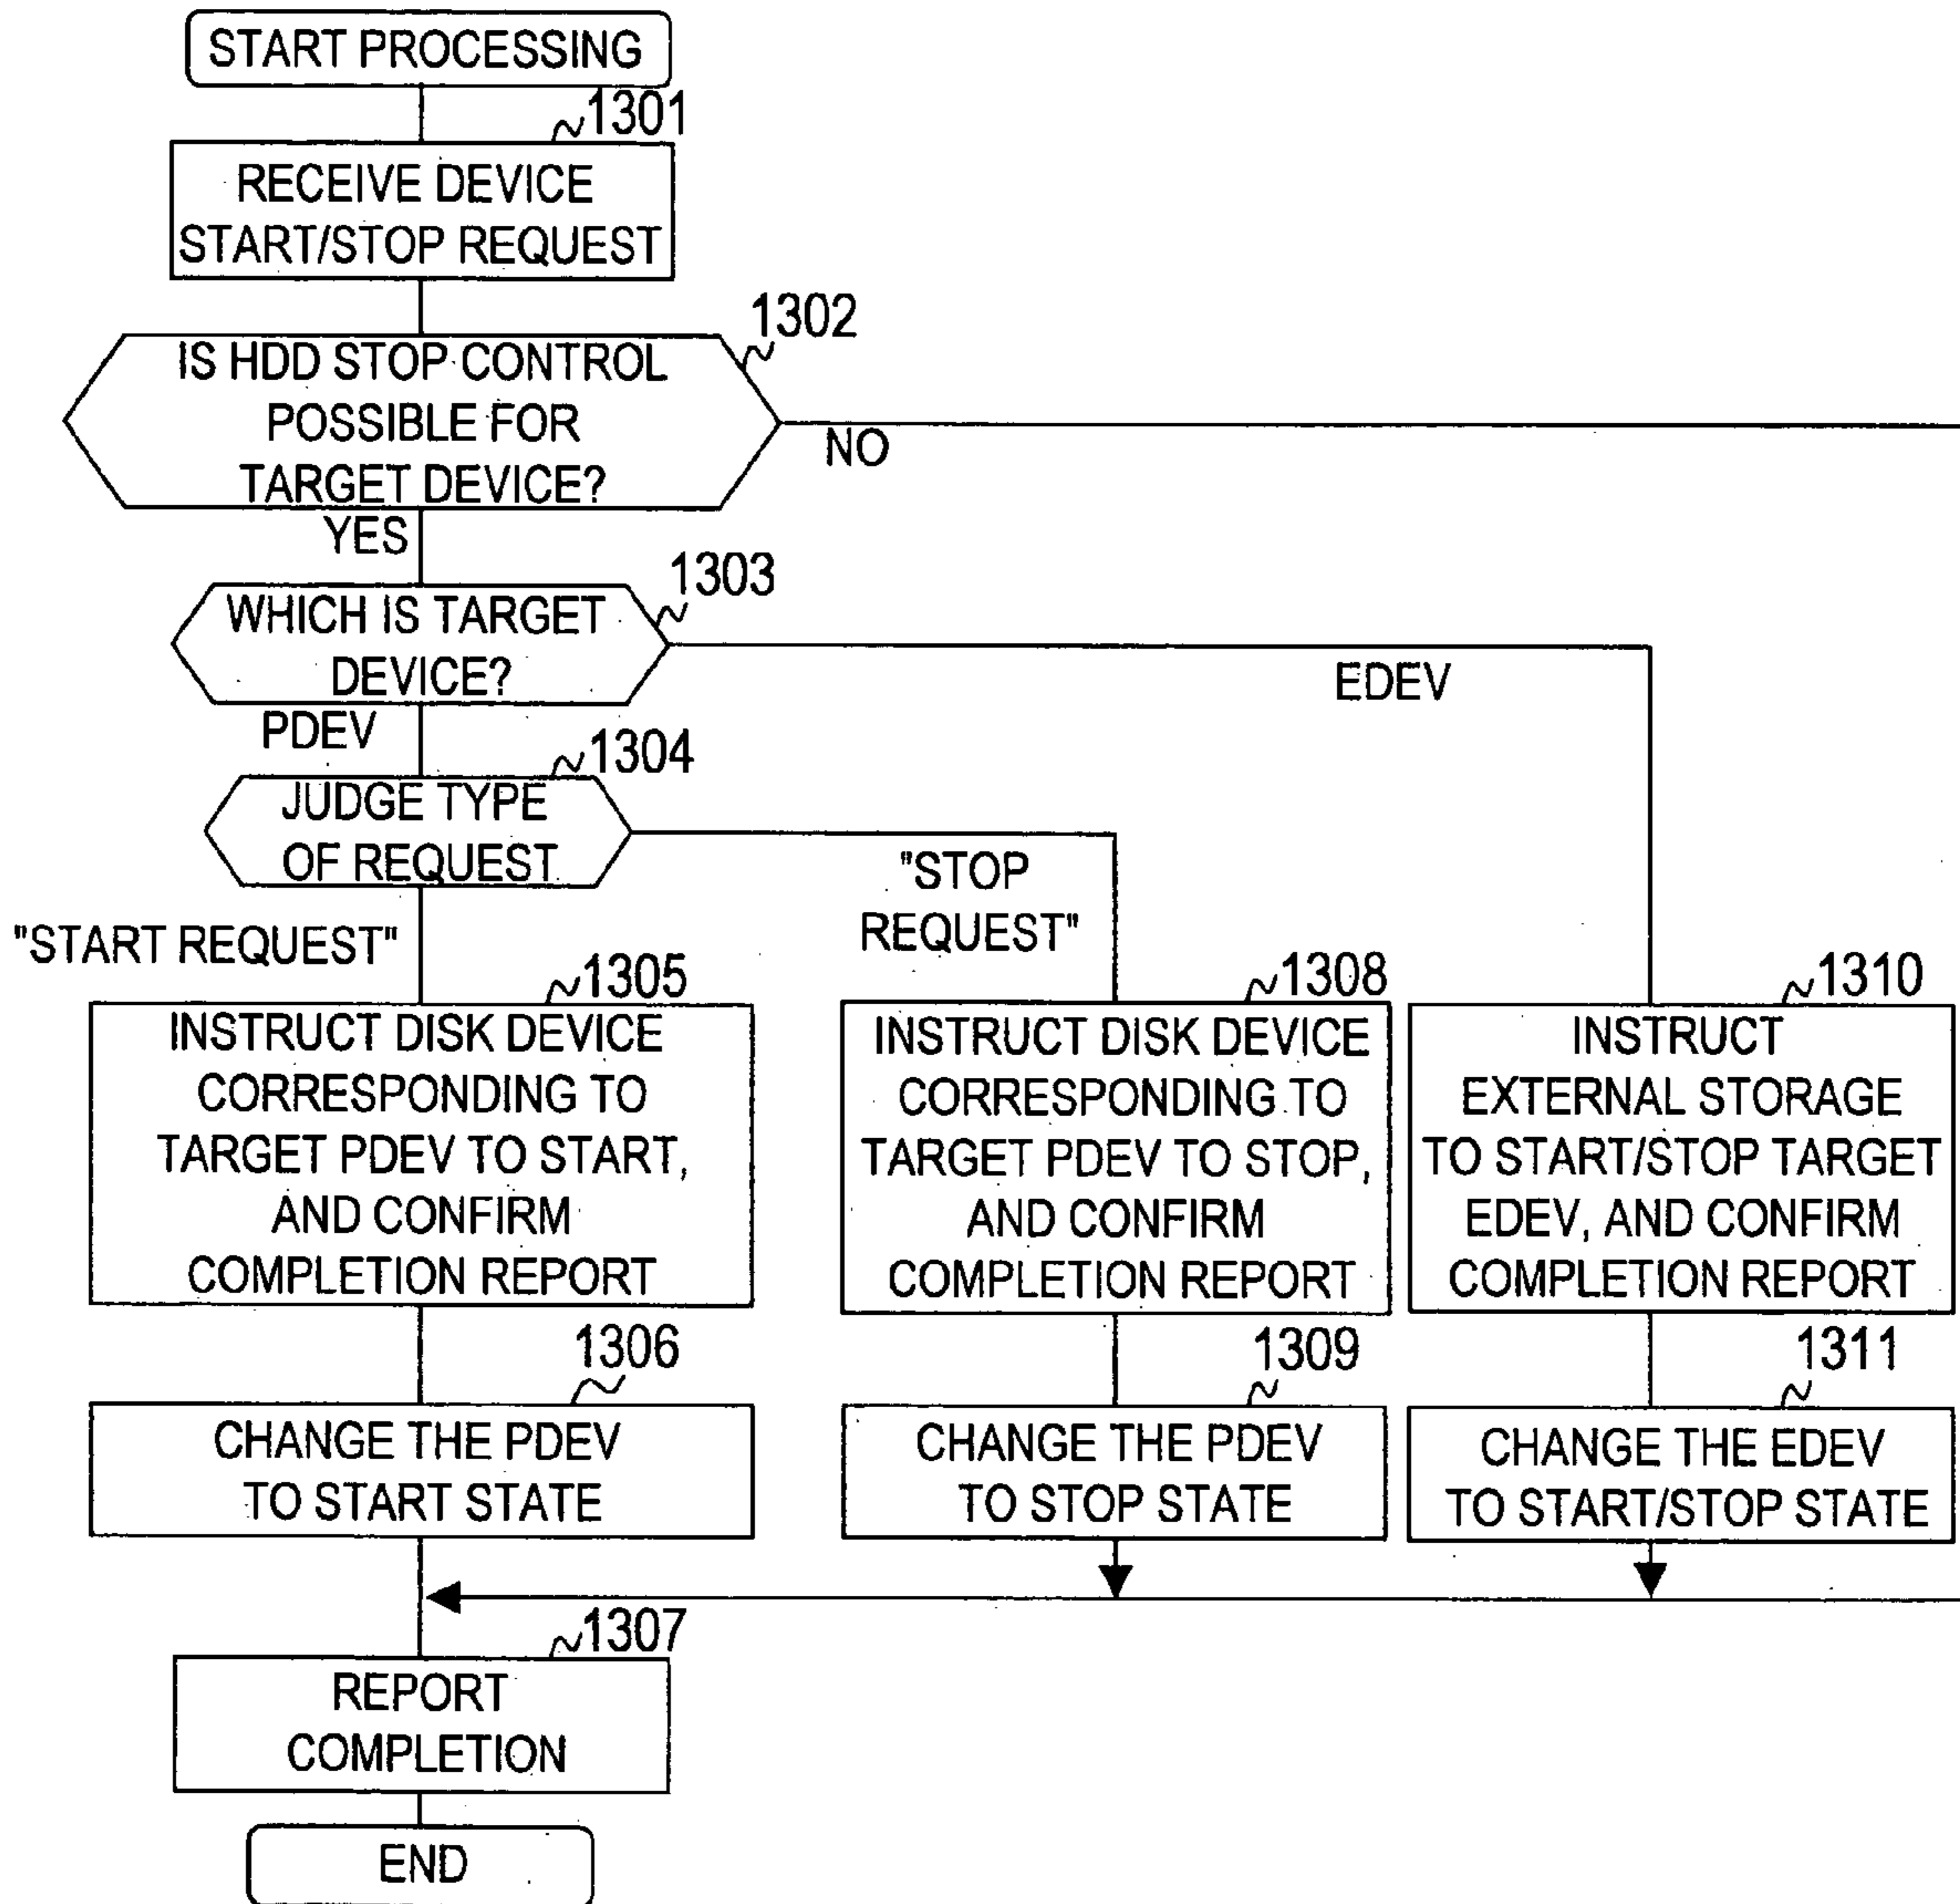 START PROCESSING
1301
RECEIVE DEVICE
START/STOP REQUEST
1302
IS HDD STOP CONTROL
POSSIBLE FOR
TARGET DEVICE?
NO
YES
1303
WHICH IS TARGET
DEVICE?
EDEV
PDEV
1304
JUDGE TYPE
OF REQUEST
"STOP
REQUEST"
"START REQUEST"
1305
INSTRUCT DISK DEVICE
CORRESPONDING TO
TARGET PDEV TO START,
AND CONFIRM
COMPLETION REPORT
1308
INSTRUCT DISK DEVICE
CORRESPONDING TO
TARGET PDEV TO STOP,
AND CONFIRM
COMPLETION REPORT
1310
INSTRUCT
EXTERNAL STORAGE
TO START/STOP TARGET
EDEV, AND CONFIRM
COMPLETION REPORT
1306
CHANGE THE PDEV
TO START STATE
1309
CHANGE THE PDEV
TO STOP STATE
1311
CHANGE THE EDEV
TO START/STOP STATE
1307
REPORT
COMPLETION
END